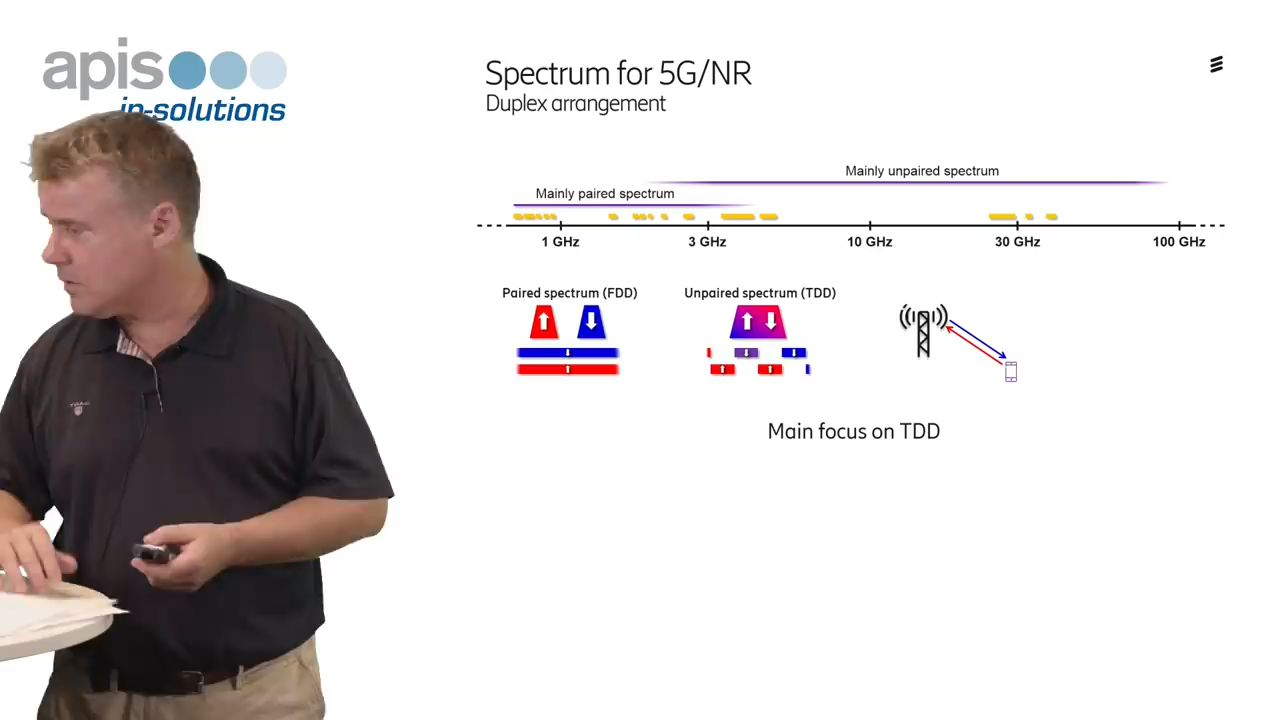 apis
ip-solutions
Spectrum for 5G/NR
Duplex arrangement
Mainly unpaired spectrum
Mainly paired spectrum
1 GHz
3 GHz
10 GHz
30 GHz
100 GHz
Paired spectrum (FDD)
Unpaired spectrum (TDD)
Main focus on TDD